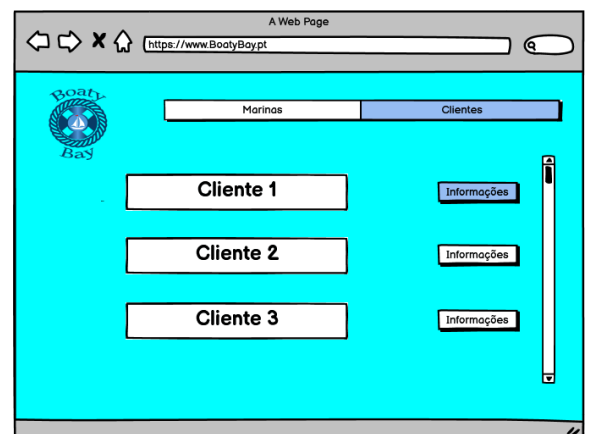 A Web Page
https://www.BoatyBay.pt
Boaty
Bay
Marinas
Clientes
Cliente 1
Informações
Cliente 2
Informações
Cliente 3
Informações